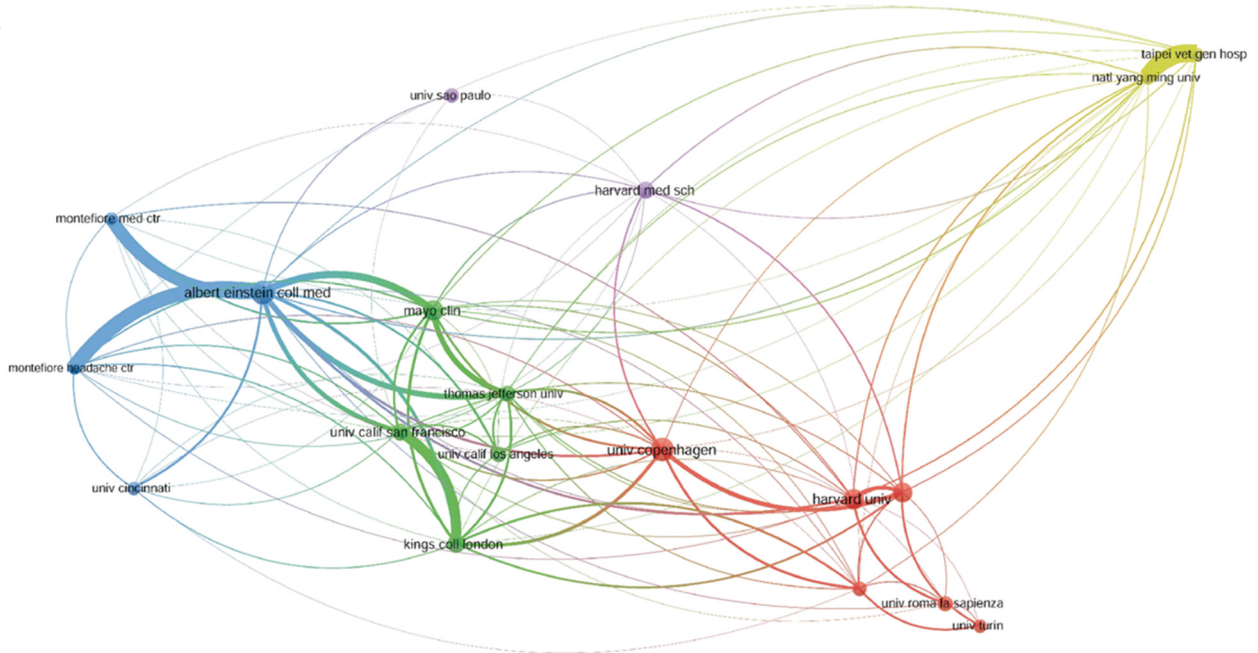 taipei vet gen hosp
natl yang ming univ
univ sao paulo
harvard med sch
montefiore med ctr
albert einstein coll med
mayo clin
montefiore headache ctr
thomas jefferson univ
univ calif san francisco
univ calif los angeles
univ copenhagen
univ cincinnati
harvard univ
kings coll london
univ roma la sapienza
univ turin